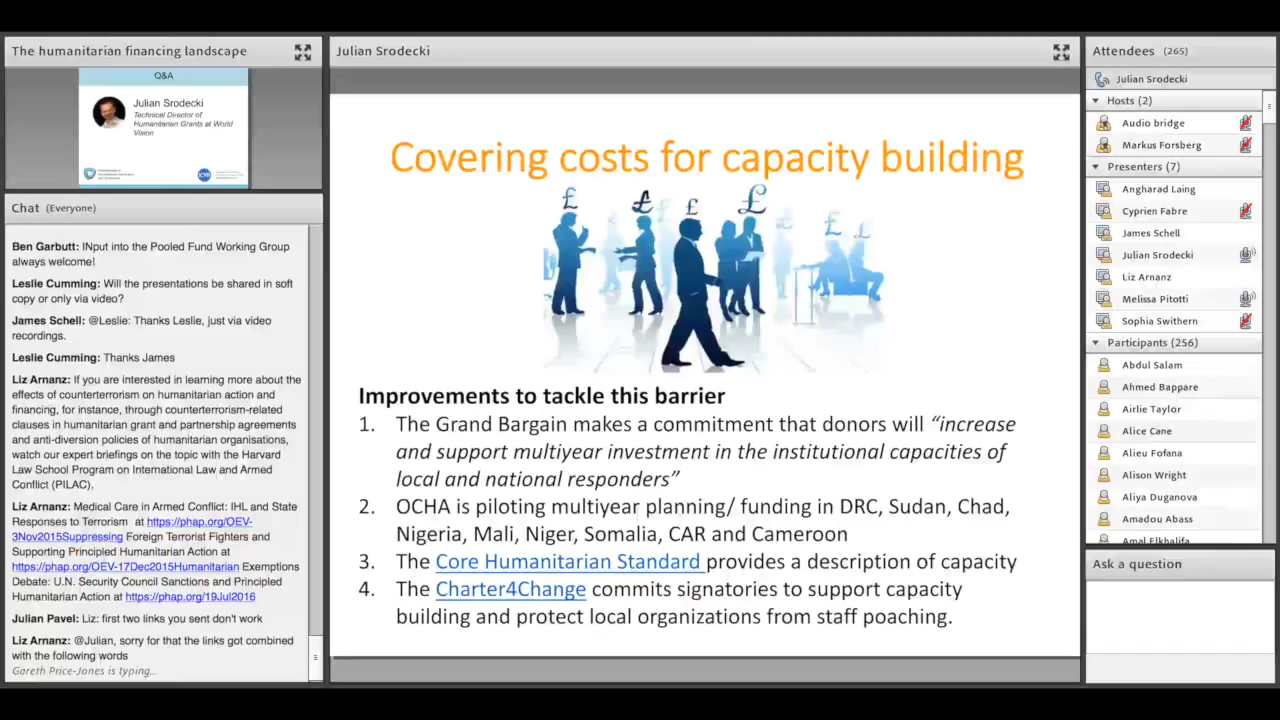 The humanitarian financing landscape
Q&A
Julian Srodecki
Technical Director of
Humanitarian Grants at World
Vision
ICVA
Chat (Everyone)
Ben Garbutt: INput into the Pooled Fund Working Group
always welcome!
Leslie Cumming: Will the presentations be shared in soft
copy or only via video?
James Schell: @Leslie: Thanks Leslie, just via video
recordings.
Leslie Cumming: Thanks James
Liz Arnanz: If you are interested in learning more about the
effects of counterterrorism on humanitarian action and
financing, for instance, through counterterrorism-related
clauses in humanitarian grant and partnership agreements
and anti-diversion policies of humanitarian organisations,
watch our expert briefings on the topic with the Harvard
Law School Program on International Law and Armed
Conflict (PILAC).
Liz Arnanz: Medical Care in Armed Conflict: IHL and State
Responses to Terrorism at https://phap.org/OEV-
3Nov2015Suppressing Foreign Terrorist Fighters and
Supporting Principled Humanitarian Action at
https://phap.org/OEV-17Dec2015Humanitarian Exemptions
Debate: U.N. Security Council Sanctions and Principled
Humanitarian Action at https://phap.org/19Jul2016
Julian Pavel: Liz: first two links you sent don't work
Liz Arnanz: @Julian, sorry for that the links got combined
with the following words
Gareth Price-Jones is typing...
Julian Srodecki
Covering costs for capacity building
£ £ £ £ £ £
Improvements to tackle this barrier
1. The Grand Bargain makes a commitment that donors will “increase
and support multiyear investment in the institutional capacities of
local and national responders”
2. OCHA is piloting multiyear planning/ funding in DRC, Sudan, Chad,
Nigeria, Mali, Niger, Somalia, CAR and Cameroon
3. The Core Humanitarian Standard provides a description of capacity
4. The Charter4Change commits signatories to support capacity
building and protect local organizations from staff poaching.
Attendees (265)
Julian Srodecki
Hosts (2)
Audio bridge
Markus Forsberg
Presenters (7)
Angharad Laing
Cyprien Fabre
James Schell
Julian Srodecki
Liz Arnanz
Melissa Pitotti
Sophia Swithern
Participants (256)
Abdul Salam
Ahmed Bappare
Airlie Taylor
Alice Cane
Alieu Fofana
Alison Wright
Aliya Duganova
Amadou Abass
Amal Elkhalifa
Ask a question